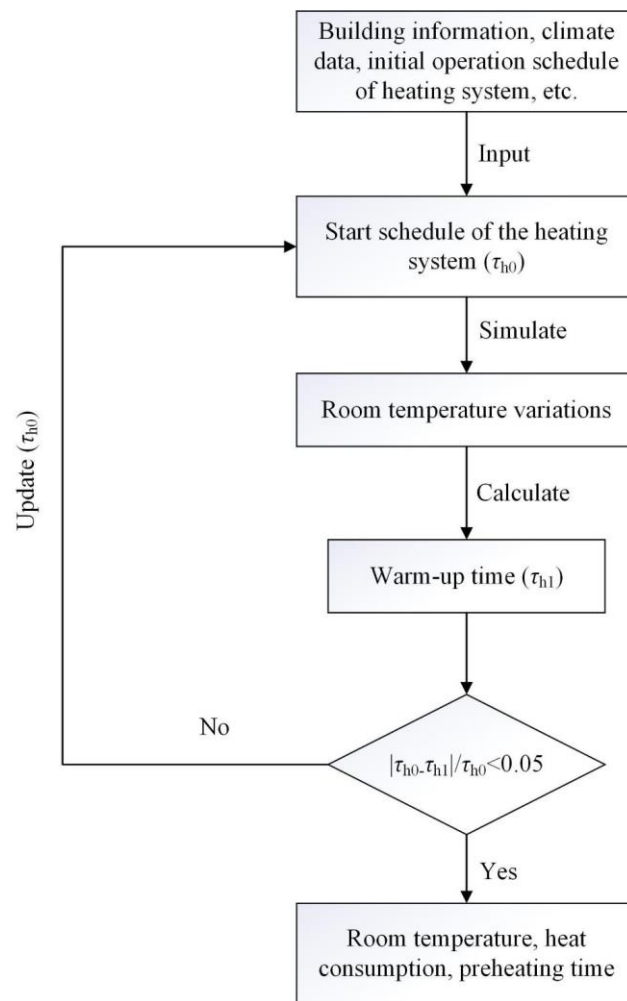 Building information, climate
data, initial operation schedule
of heating system, etc.
Input
Start schedule of the heating
system (τh0)
Simulate
Room temperature variations
Calculate
Warm-up time (τh1)
Update (τh0)
No
|τh0-τh1|/τh0<0.05
Yes
Room temperature, heat
consumption, preheating time